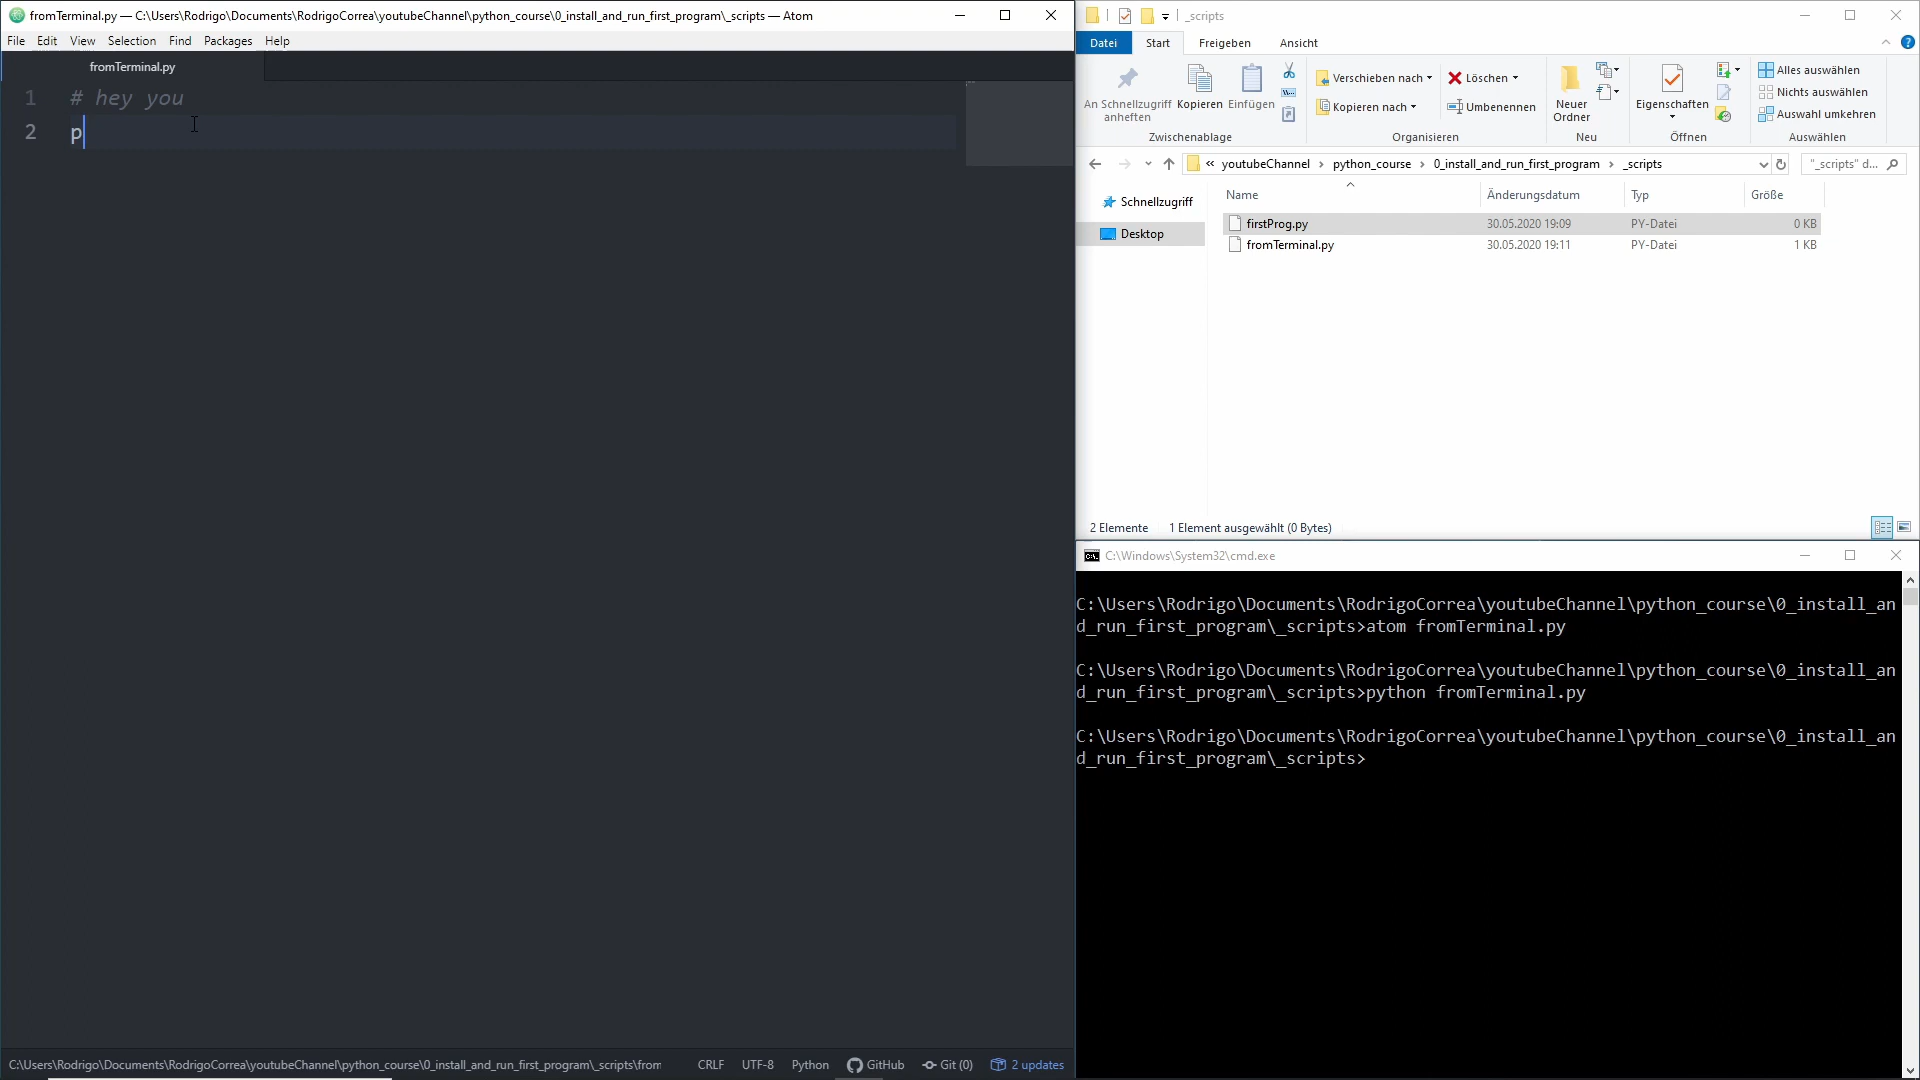 fromTerminal.py — C:\Users\Rodrigo\Documents\RodrigoCorrea\youtubeChannel\python_course\0_install_and_run_first_program\_scripts — Atom
File Edit View Selection Find Packages Help
fromTerminal.py
1 # hey you
2 p
C:\Users\Rodrigo\Documents\RodrigoCorrea\youtubeChannel\python_course\0_install_and_run_first_program\_scripts\from
CRLF UTF-8 Python GitHub Git (0) 2 updates
_scripts
Datei Start Freigeben Ansicht
An Schnellzugriff anheften
Kopieren
Einfügen
Zwischenablage
Verschieben nach
Kopieren nach
Löschen
Umbenennen
Organisieren
Neuer Ordner
Neu
Eigenschaften
Öffnen
Alles auswählen
Nichts auswählen
Auswahl umkehren
Auswählen
« youtubeChannel › python_course › 0_install_and_run_first_program › _scripts
"_scripts" d...
Schnellzugriff
Desktop
Name Änderungsdatum Typ Größe
firstProg.py 30.05.2020 19:09 PY-Datei 0 KB
fromTerminal.py 30.05.2020 19:11 PY-Datei 1 KB
2 Elemente 1 Element ausgewählt (0 Bytes)
C:\Windows\System32\cmd.exe
C:\Users\Rodrigo\Documents\RodrigoCorrea\youtubeChannel\python_course\0_install_an
d_run_first_program\_scripts>atom fromTerminal.py
C:\Users\Rodrigo\Documents\RodrigoCorrea\youtubeChannel\python_course\0_install_an
d_run_first_program\_scripts>python fromTerminal.py
C:\Users\Rodrigo\Documents\RodrigoCorrea\youtubeChannel\python_course\0_install_an
d_run_first_program\_scripts>